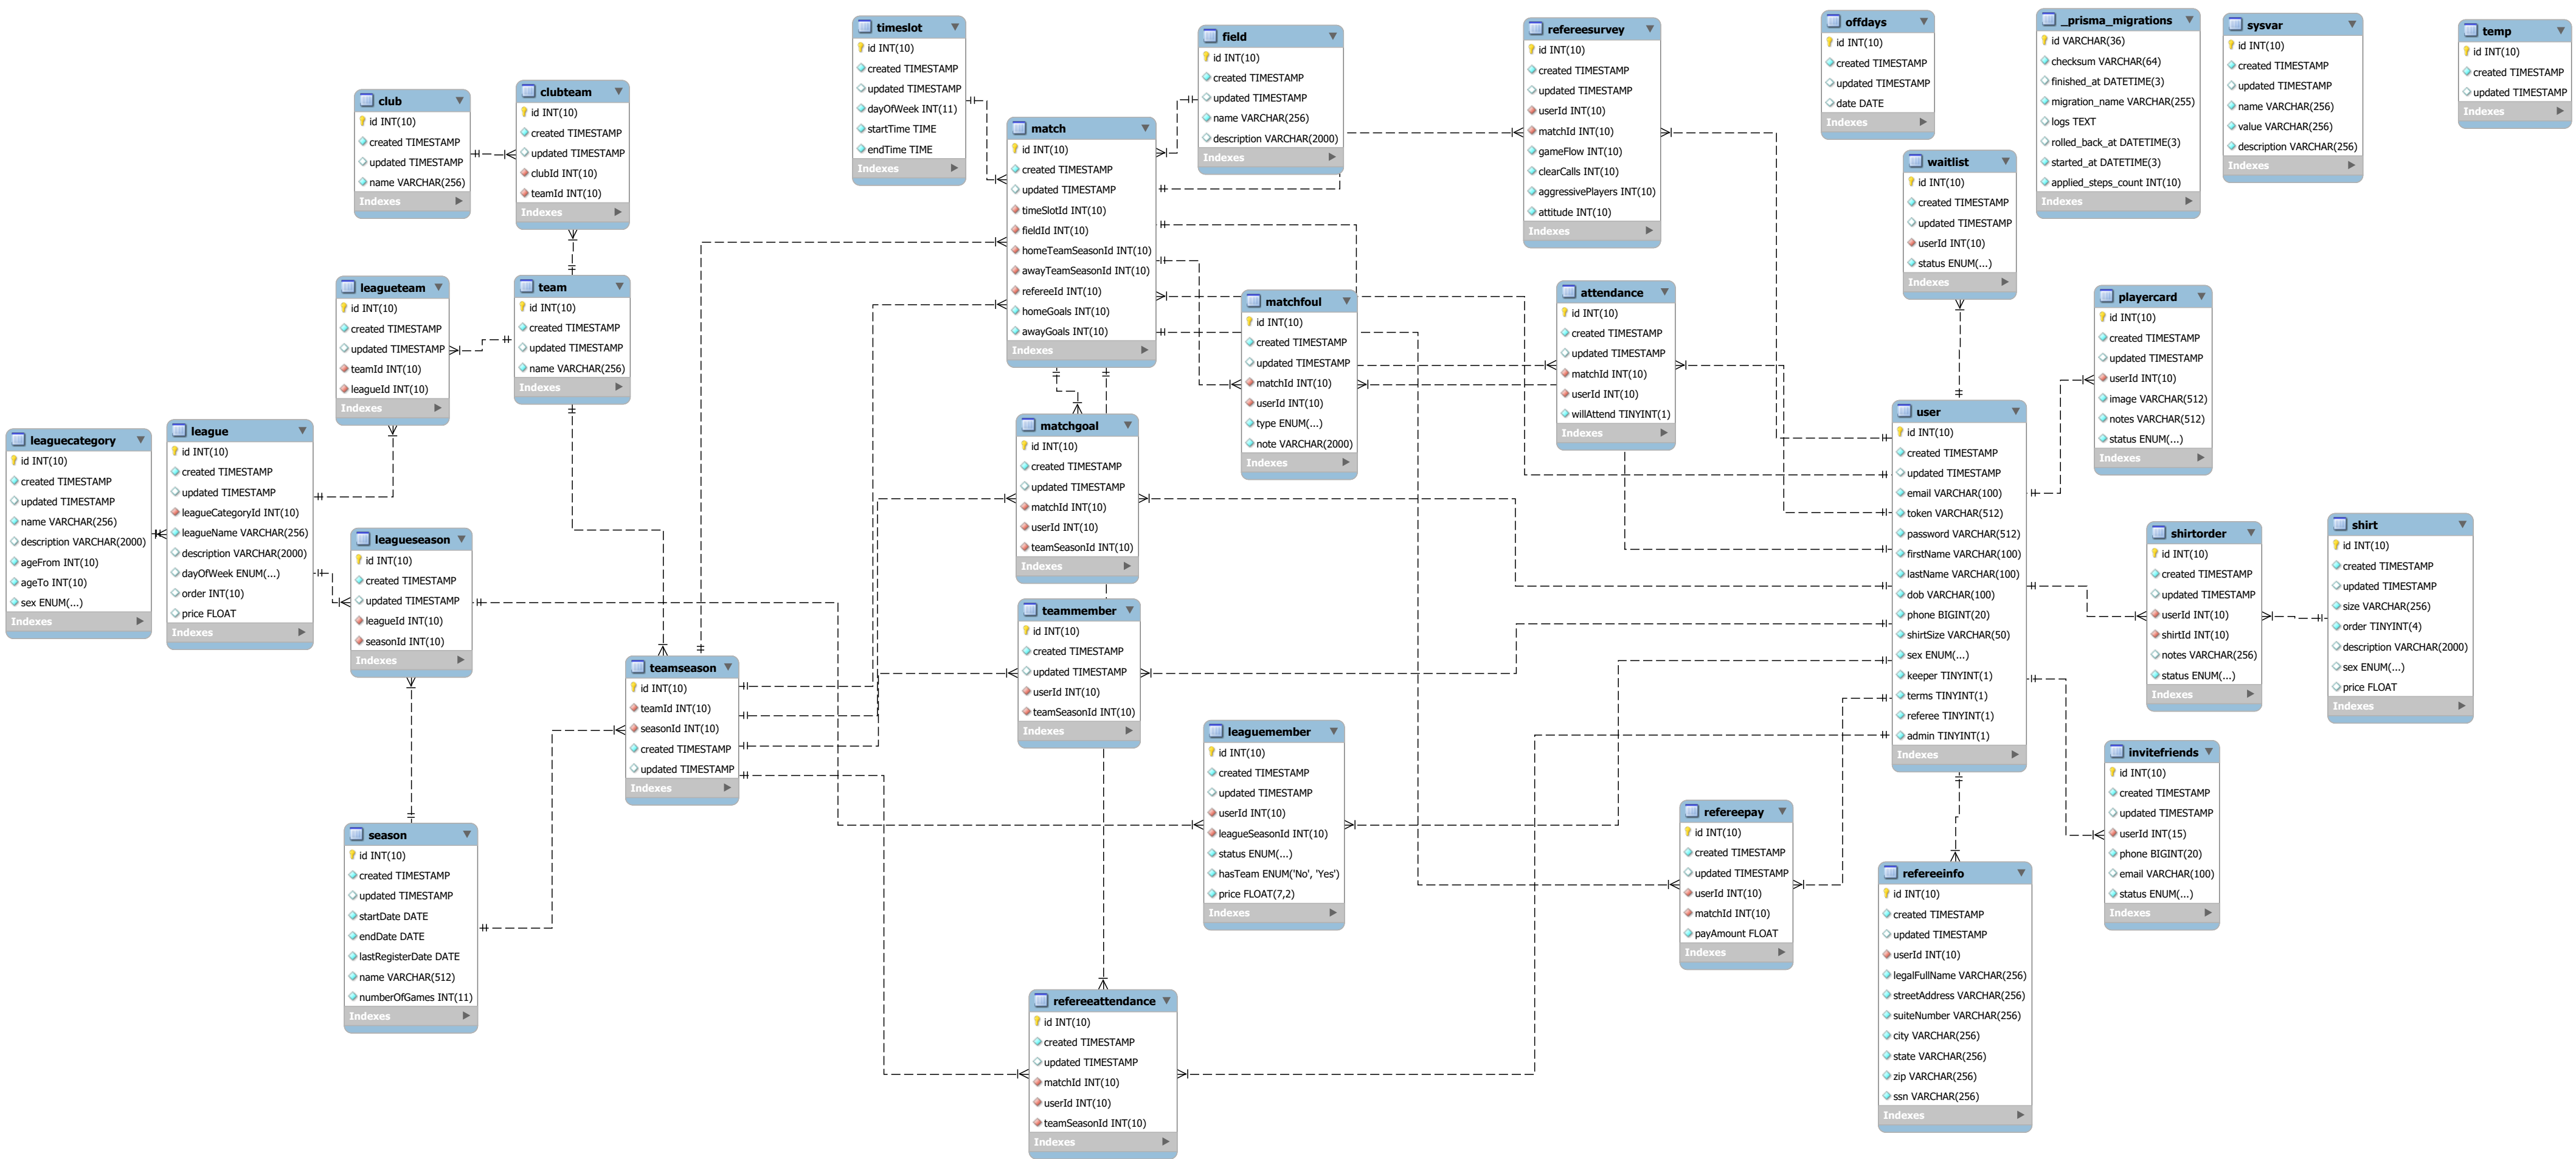 timeslot
id INT(10)
created TIMESTAMP
updated TIMESTAMP
dayOfWeek INT(11)
startTime TIME
endTime TIME
Indexes
field
id INT(10)
created TIMESTAMP
updated TIMESTAMP
name VARCHAR(256)
description VARCHAR(2000)
Indexes
refereesurvey
id INT(10)
created TIMESTAMP
updated TIMESTAMP
userId INT(10)
matchId INT(10)
gameFlow INT(10)
clearCalls INT(10)
aggressivePlayers INT(10)
attitude INT(10)
Indexes
offdays
id INT(10)
created TIMESTAMP
updated TIMESTAMP
date DATE
Indexes
_prisma_migrations
id VARCHAR(36)
checksum VARCHAR(64)
finished_at DATETIME(3)
migration_name VARCHAR(255)
logs TEXT
rolled_back_at DATETIME(3)
started_at DATETIME(3)
applied_steps_count INT(10)
Indexes
sysvar
id INT(10)
created TIMESTAMP
updated TIMESTAMP
name VARCHAR(256)
value VARCHAR(256)
description VARCHAR(256)
Indexes
temp
id INT(10)
created TIMESTAMP
updated TIMESTAMP
Indexes
club
id INT(10)
created TIMESTAMP
updated TIMESTAMP
name VARCHAR(256)
Indexes
clubteam
id INT(10)
created TIMESTAMP
updated TIMESTAMP
clubId INT(10)
teamId INT(10)
Indexes
match
id INT(10)
created TIMESTAMP
updated TIMESTAMP
timeSlotId INT(10)
fieldId INT(10)
homeTeamSeasonId INT(10)
awayTeamSeasonId INT(10)
refereeId INT(10)
homeGoals INT(10)
awayGoals INT(10)
Indexes
waitlist
id INT(10)
created TIMESTAMP
updated TIMESTAMP
userId INT(10)
status ENUM(...)
Indexes
leagueteam
id INT(10)
created TIMESTAMP
updated TIMESTAMP
teamId INT(10)
leagueId INT(10)
Indexes
team
id INT(10)
created TIMESTAMP
updated TIMESTAMP
name VARCHAR(256)
Indexes
matchfoul
id INT(10)
created TIMESTAMP
updated TIMESTAMP
matchId INT(10)
userId INT(10)
type ENUM(...)
note VARCHAR(2000)
Indexes
attendance
id INT(10)
created TIMESTAMP
updated TIMESTAMP
matchId INT(10)
userId INT(10)
willAttend TINYINT(1)
Indexes
playercard
id INT(10)
created TIMESTAMP
updated TIMESTAMP
userId INT(10)
image VARCHAR(512)
notes VARCHAR(512)
status ENUM(...)
Indexes
leaguecategory
id INT(10)
created TIMESTAMP
updated TIMESTAMP
name VARCHAR(256)
description VARCHAR(2000)
ageFrom INT(10)
ageTo INT(10)
sex ENUM(...)
Indexes
league
id INT(10)
created TIMESTAMP
updated TIMESTAMP
leagueCategoryId INT(10)
leagueName VARCHAR(256)
description VARCHAR(2000)
dayOfWeek ENUM(...)
order INT(10)
price FLOAT
Indexes
matchgoal
id INT(10)
created TIMESTAMP
updated TIMESTAMP
matchId INT(10)
userId INT(10)
teamSeasonId INT(10)
Indexes
user
id INT(10)
created TIMESTAMP
updated TIMESTAMP
email VARCHAR(100)
token VARCHAR(512)
password VARCHAR(512)
firstName VARCHAR(100)
lastName VARCHAR(100)
dob VARCHAR(100)
phone BIGINT(20)
shirtSize VARCHAR(50)
sex ENUM(...)
keeper TINYINT(1)
terms TINYINT(1)
referee TINYINT(1)
admin TINYINT(1)
Indexes
leagueseason
id INT(10)
created TIMESTAMP
updated TIMESTAMP
leagueId INT(10)
seasonId INT(10)
Indexes
shirtorder
id INT(10)
created TIMESTAMP
updated TIMESTAMP
userId INT(10)
shirtId INT(10)
notes VARCHAR(256)
status ENUM(...)
Indexes
shirt
id INT(10)
created TIMESTAMP
updated TIMESTAMP
size VARCHAR(256)
order TINYINT(4)
description VARCHAR(2000)
sex ENUM(...)
price FLOAT
Indexes
teammember
id INT(10)
created TIMESTAMP
updated TIMESTAMP
userId INT(10)
teamSeasonId INT(10)
Indexes
teamseason
id INT(10)
teamId INT(10)
seasonId INT(10)
created TIMESTAMP
updated TIMESTAMP
Indexes
leaguemember
id INT(10)
created TIMESTAMP
updated TIMESTAMP
userId INT(10)
leagueSeasonId INT(10)
status ENUM(...)
hasTeam ENUM('No', 'Yes')
price FLOAT(7,2)
Indexes
invitefriends
id INT(10)
created TIMESTAMP
updated TIMESTAMP
userId INT(15)
phone BIGINT(20)
email VARCHAR(100)
status ENUM(...)
Indexes
season
id INT(10)
created TIMESTAMP
updated TIMESTAMP
startDate DATE
endDate DATE
lastRegisterDate DATE
name VARCHAR(512)
numberOfGames INT(11)
Indexes
refereepay
id INT(10)
created TIMESTAMP
updated TIMESTAMP
userId INT(10)
matchId INT(10)
payAmount FLOAT
Indexes
refereeinfo
id INT(10)
created TIMESTAMP
updated TIMESTAMP
userId INT(10)
legalFullName VARCHAR(256)
streetAddress VARCHAR(256)
suiteNumber VARCHAR(256)
city VARCHAR(256)
state VARCHAR(256)
zip VARCHAR(256)
ssn VARCHAR(256)
Indexes
refereeattendance
id INT(10)
created TIMESTAMP
updated TIMESTAMP
matchId INT(10)
userId INT(10)
teamSeasonId INT(10)
Indexes